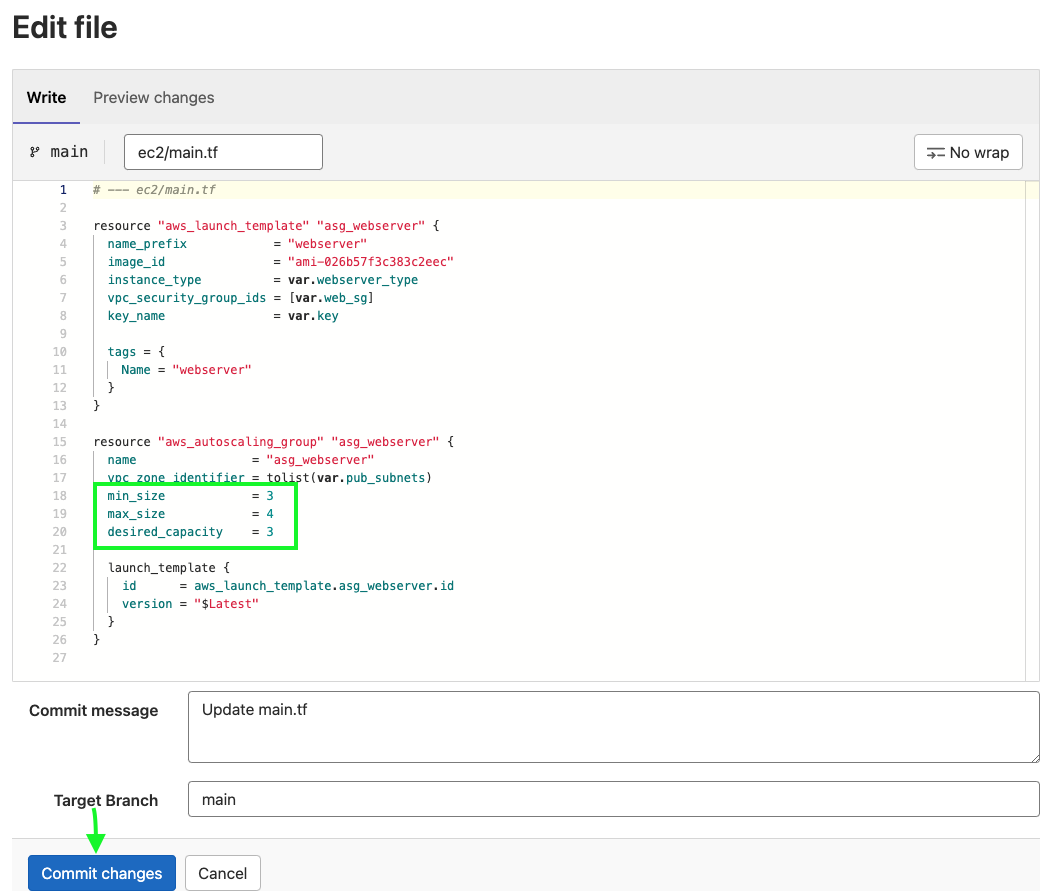 Edit file
Write Preview changes
main ec2/main.tf No wrap
1 # --- ec2/main.tf
2
3 resource "aws_launch_template" "asg_webserver" {
4 name_prefix = "webserver"
5 image_id = "ami-026b57f3c383c2eec"
6 instance_type = var.webserver_type
7 vpc_security_group_ids = [var.web_sg]
8 key_name = var.key
9
10 tags = {
11 Name = "webserver"
12 }
13 }
14
15 resource "aws_autoscaling_group" "asg_webserver" {
16 name = "asg_webserver"
17 vpc_zone_identifier = tolist(var.pub_subnets)
18 min_size = 3
19 max_size = 4
20 desired_capacity = 3
21
22 launch_template {
23 id = aws_launch_template.asg_webserver.id
24 version = "$Latest"
25 }
26 }
27
Commit message Update main.tf
Target Branch main
Commit changes Cancel